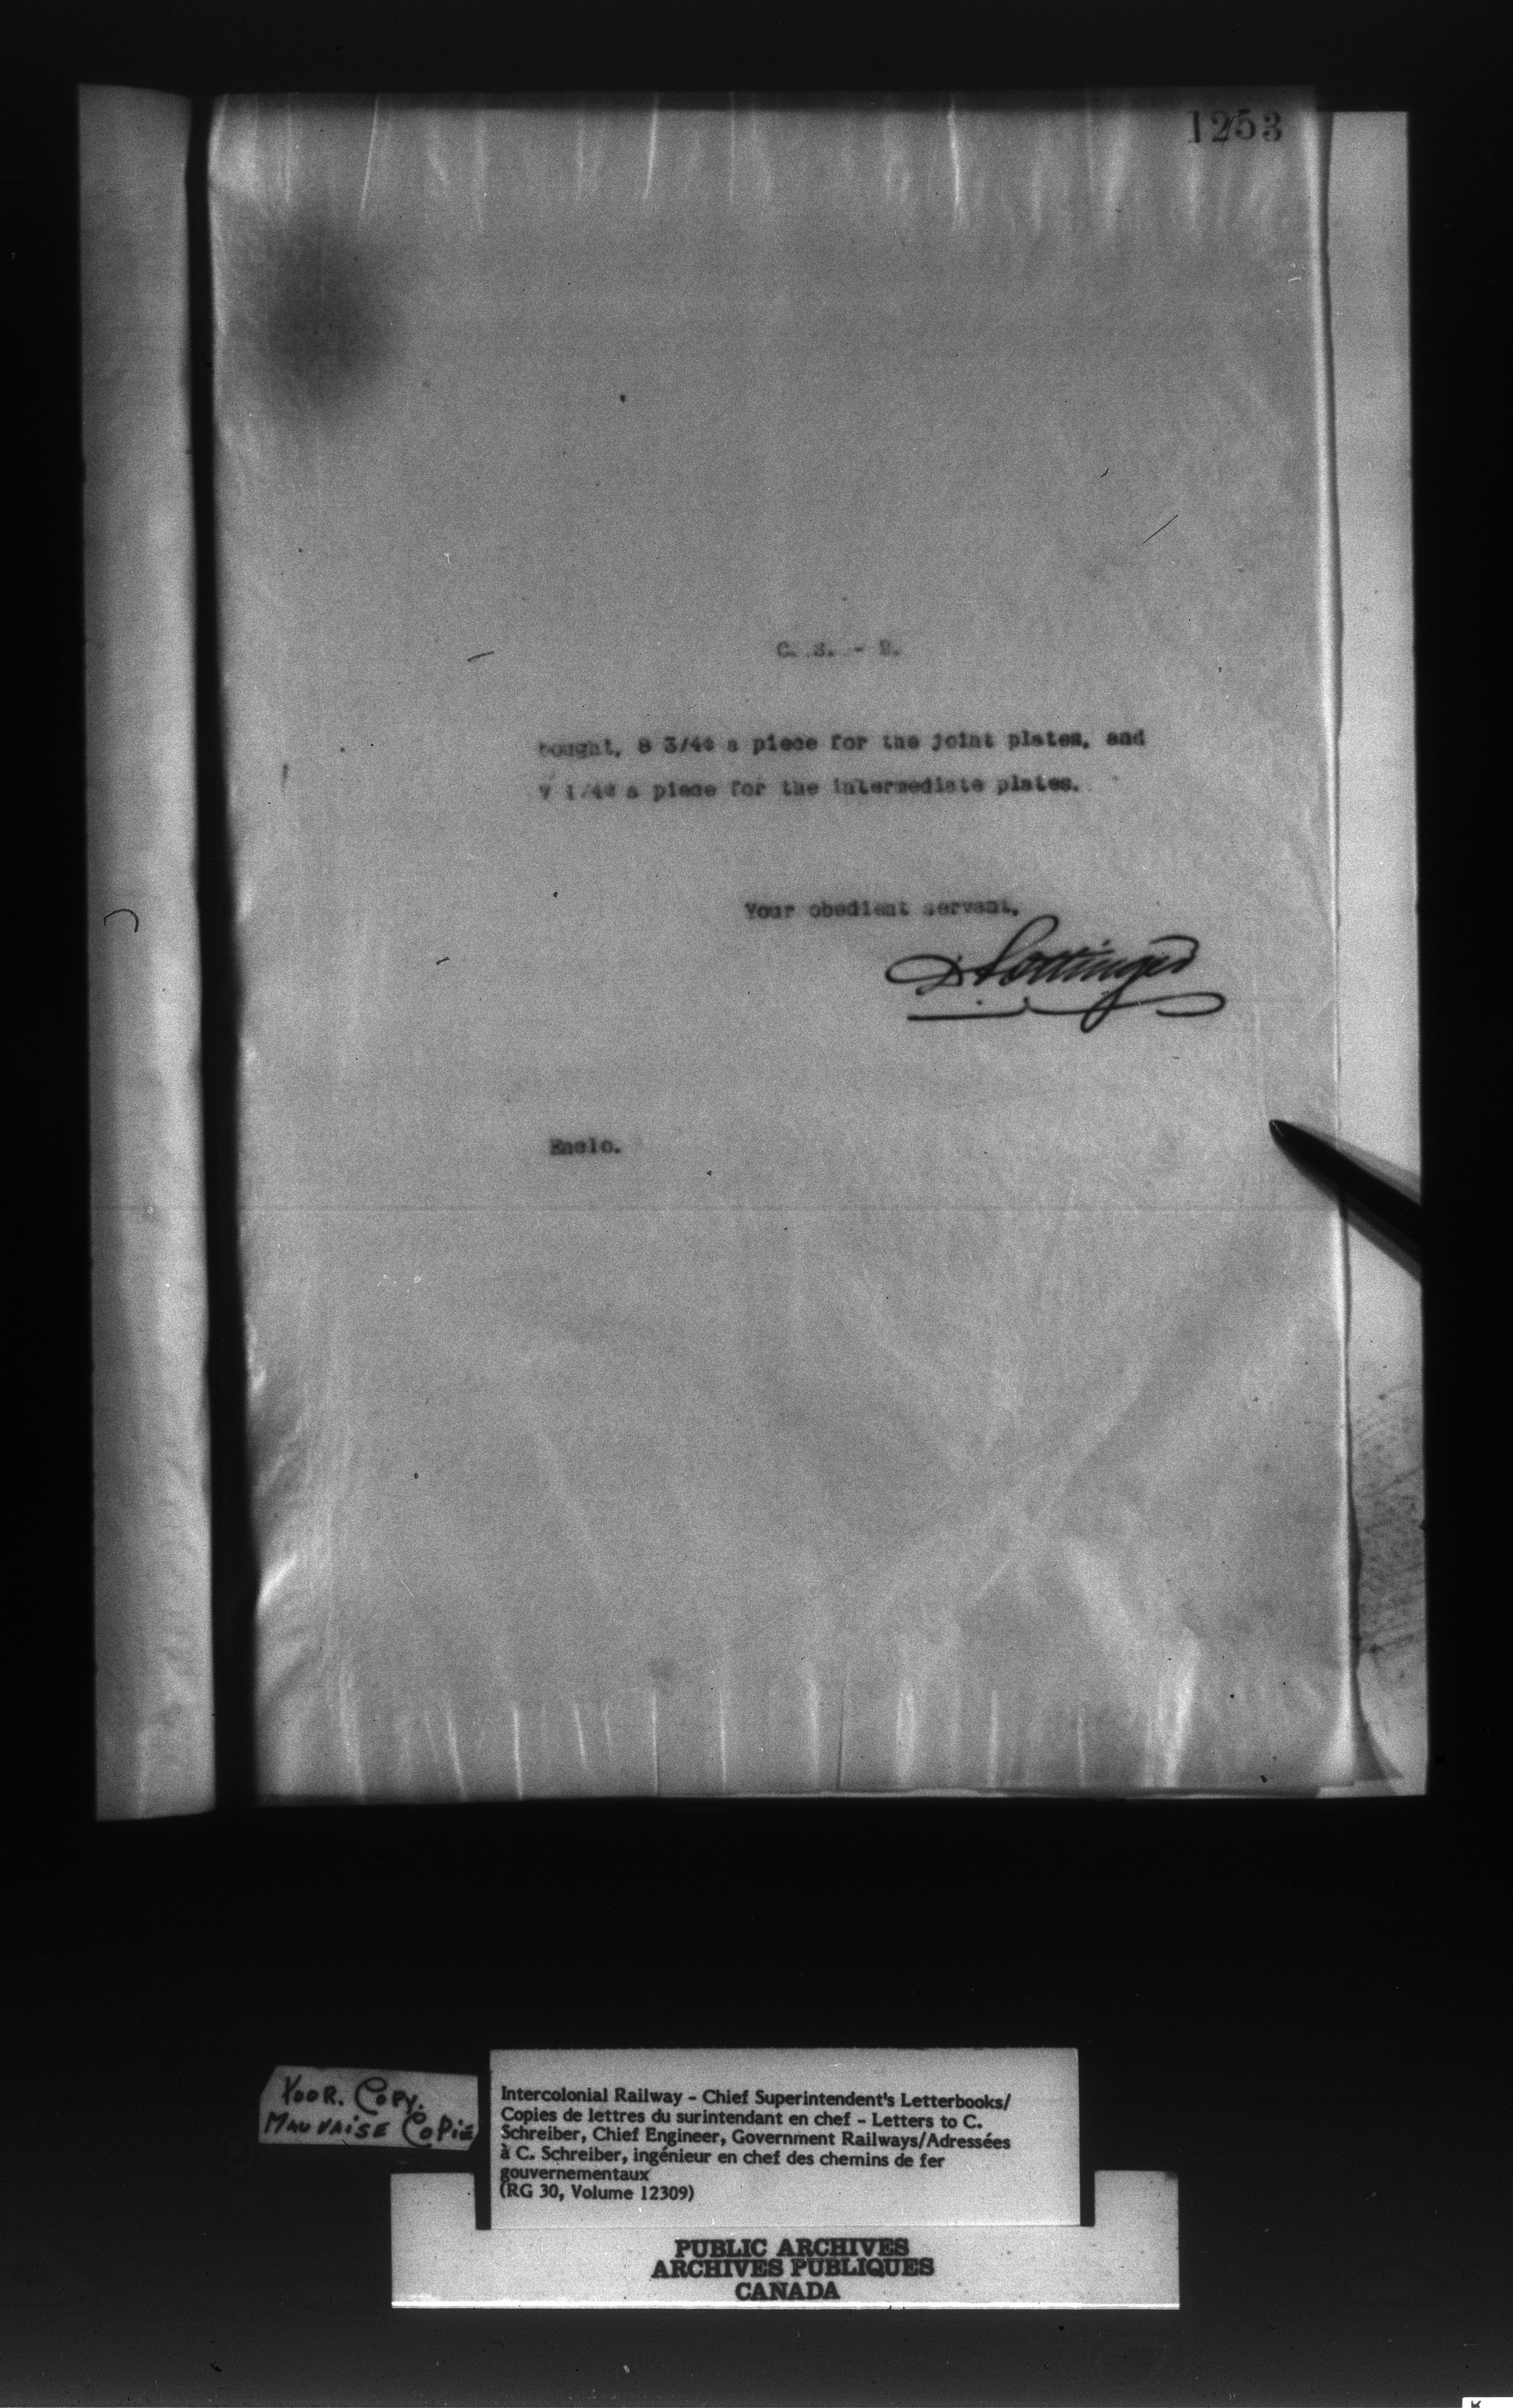 1253
C. S. - 2.
bought, 8 3/4¢ a piece for the joint plates, and
1/4¢ a piece for the intermediate plates.
Your obedient servant,
D Pottinger
Enclo.
Poor. Copy.
Mauvaise Copie
Intercolonial Railway - Chief Superintendent's Letterbooks/
Copies de lettres du surintendant en chef - Letters to C.
Schreiber, Chief Engineer, Government Railways/Adressées
à C. Schreiber, ingénieur en chef des chemins de fer
gouvernementaux
(RG 30, Volume 12309)
PUBLIC ARCHIVES
ARCHIVES PUBLIQUES
CANADA
K